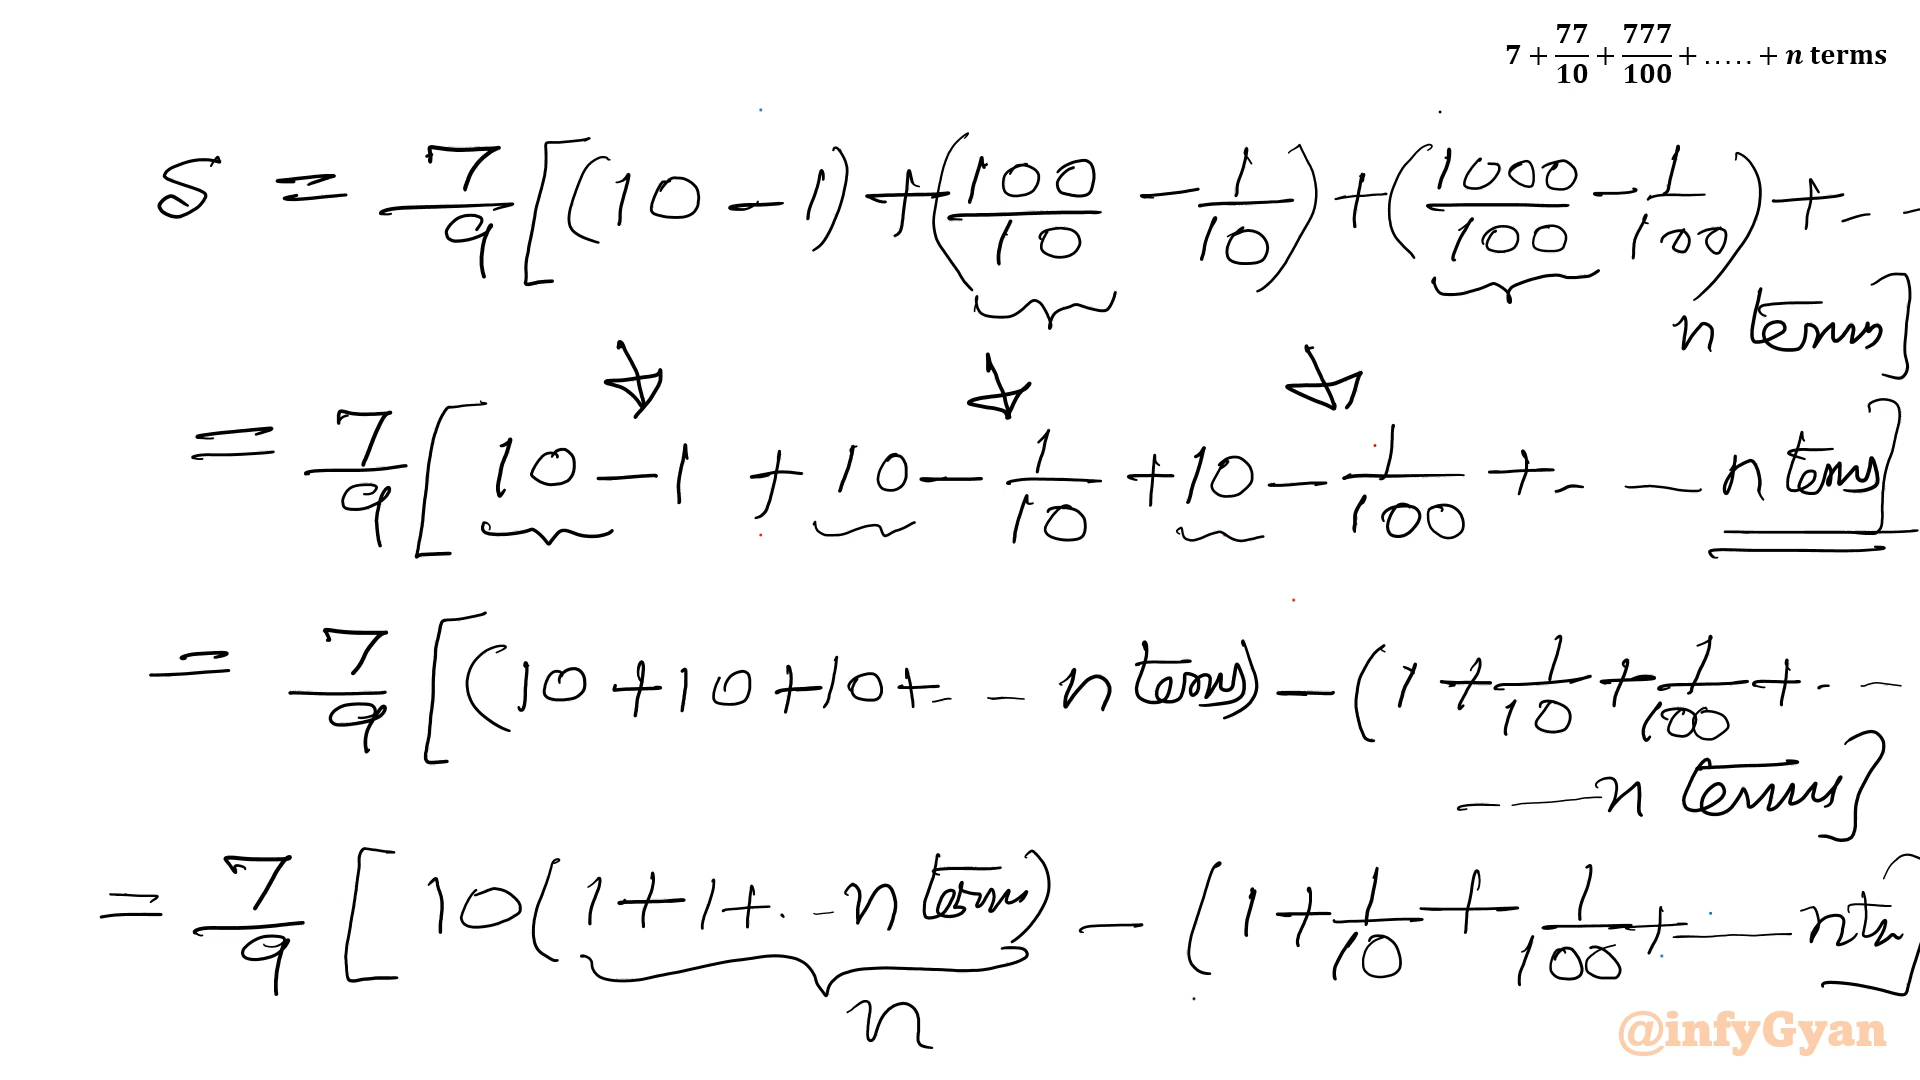 7 + 77/10 + 777/100 + ..... + n terms
S = 7/9 [(10 - 1) + (100/10 - 1/10) + (1000/100 - 1/100) + - -
n terms]
= 7/9 [10 - 1 + 10 - 1/10 + 10 - 1/100 + - - n terms]
= 7/9 [(10 + 10 + 10 + - - n terms) - (1 + 1/10 + 1/100 + - -
- - n terms]
= 7/9 [10(1 + 1 + - - n terms) - (1 + 1/10 + 1/100 + - n
n
@infyGyan